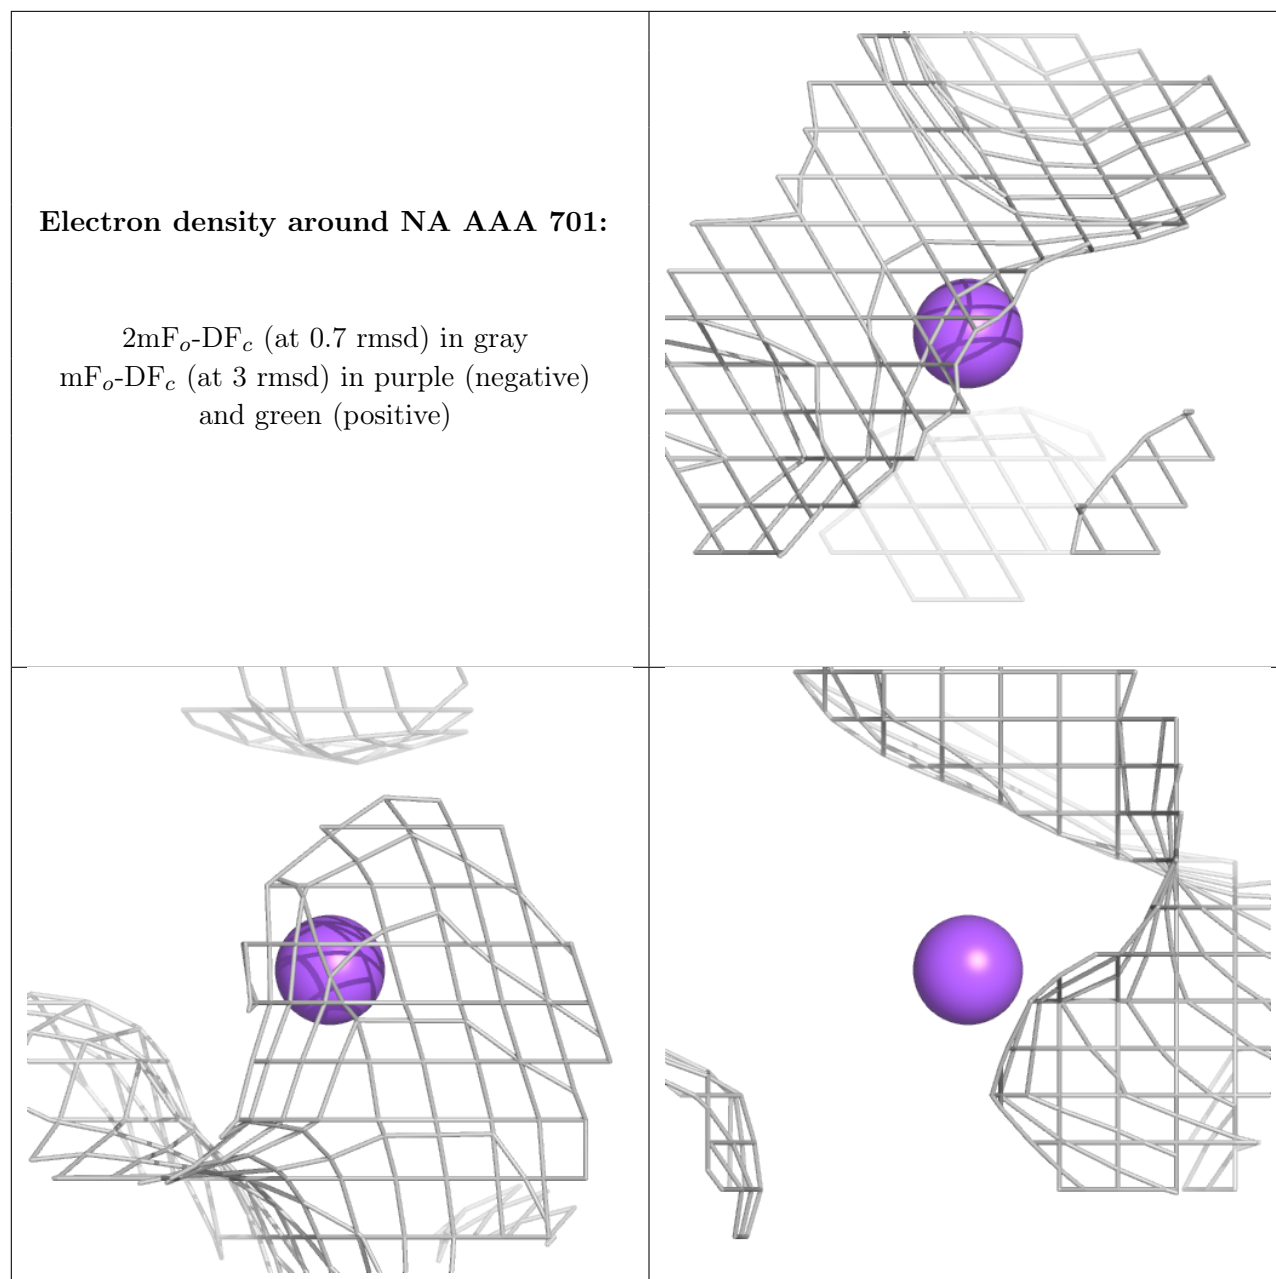 Electron density around NA AAA 701:
2mFo-DFc (at 0.7 rmsd) in gray
mFo-DFc (at 3 rmsd) in purple (negative)
and green (positive)